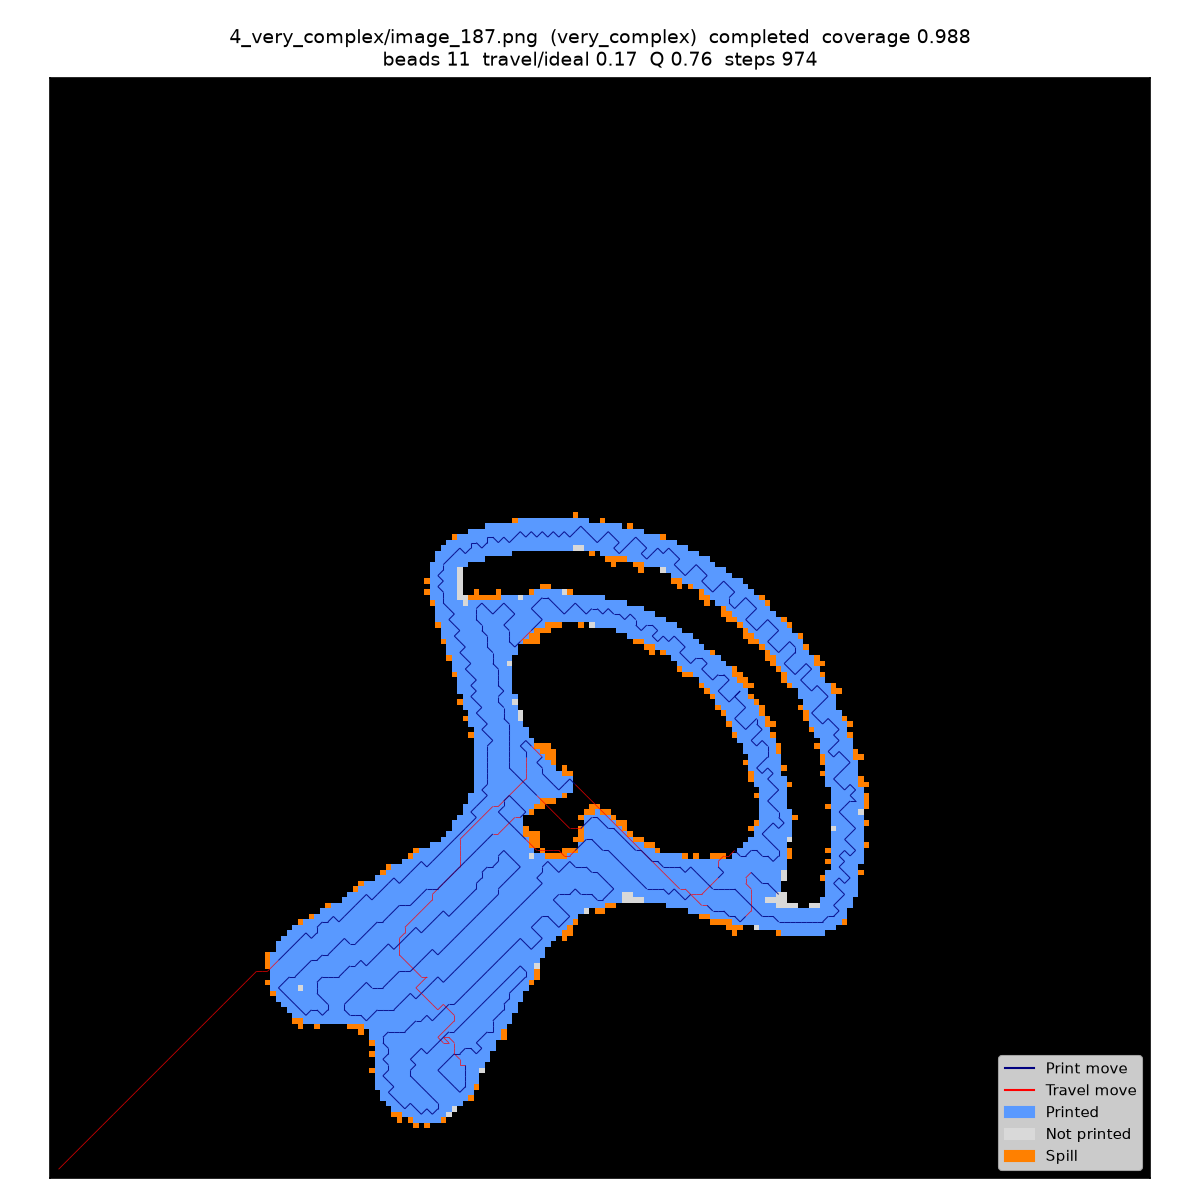 4_very_complex/image_187.png  (very_complex)  completed  coverage 0.988
beads 11  travel/ideal 0.17  Q 0.76  steps 974
Print move
Travel move
Printed
Not printed
Spill